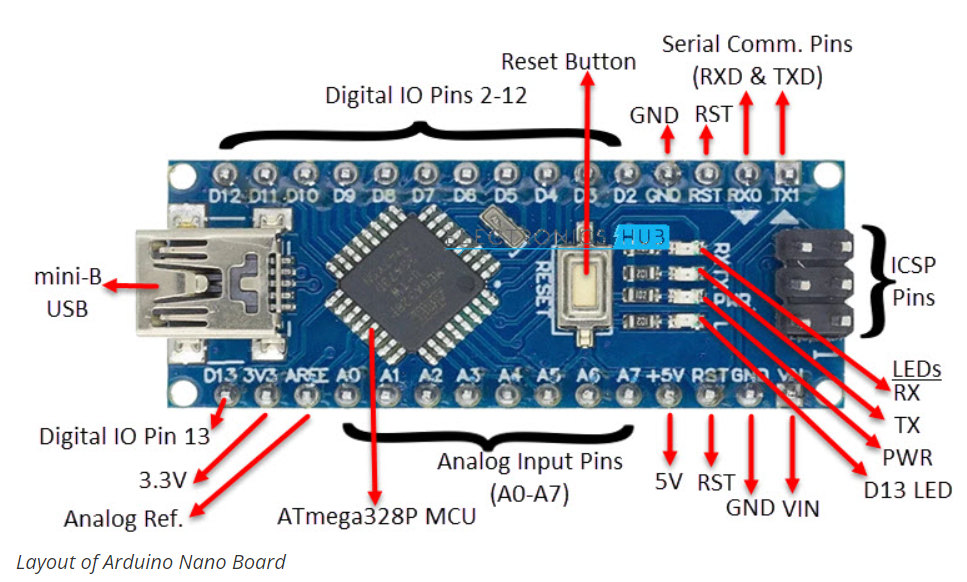 Serial Comm. Pins
(RXD & TXD)
Reset Button
Digital IO Pins 2-12
GND
RST
D12 D11 D10 D9 D8 D7 D6 D5 D4 D3 D2 GND RST RX0 TX1
ELECTRONICS HUB
RX
TX
PWR
L
RESET
ICSP
Pins
mini-B
USB
1
D13 3V3 AREF A0 A1 A2 A3 A4 A5 A6 A7 +5V RST GND VIN
LEDs
RX
TX
PWR
D13 LED
Digital IO Pin 13
3.3V
Analog Ref.
ATmega328P MCU
Analog Input Pins
(A0-A7)
5V
RST
GND
VIN
Layout of Arduino Nano Board